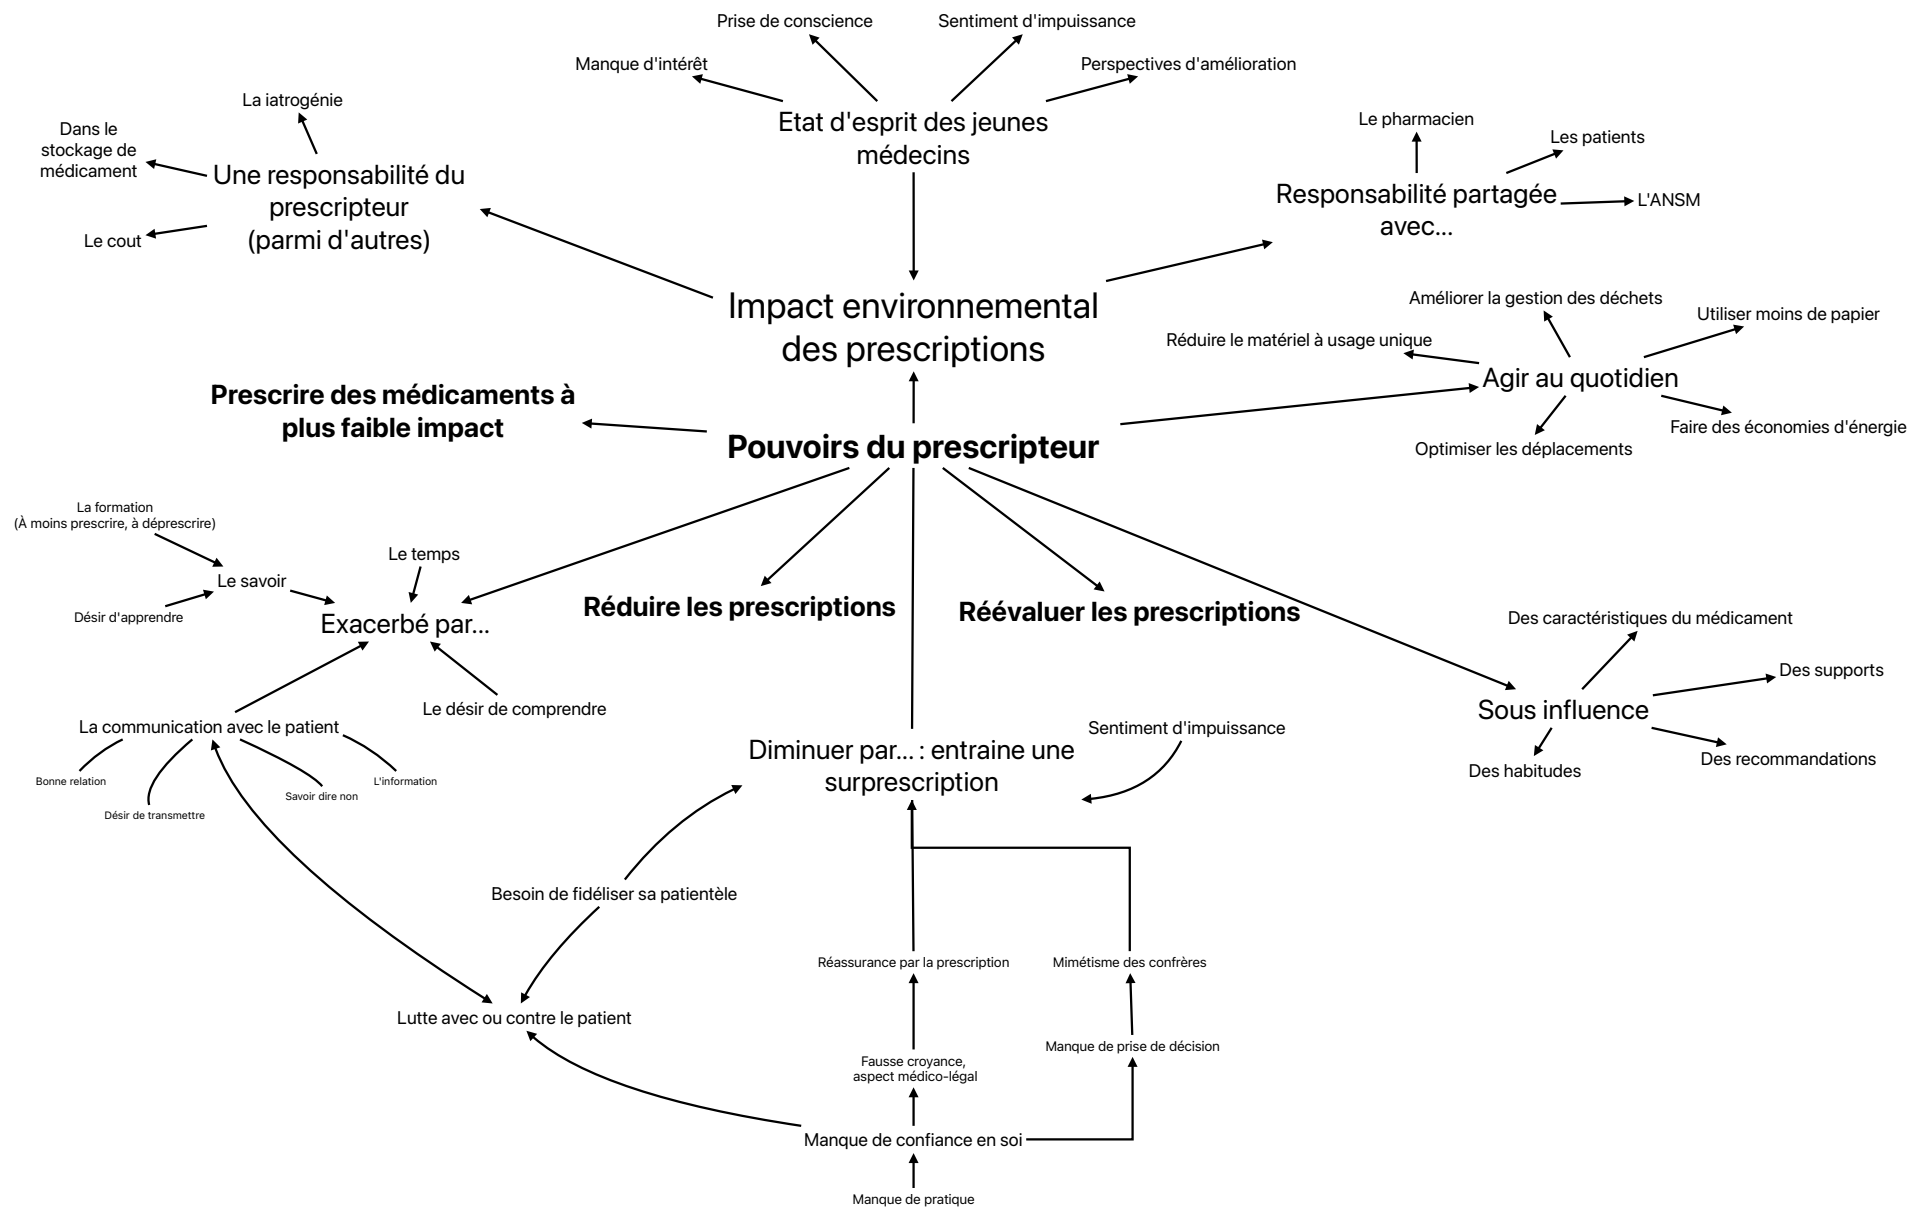 Prise de conscience
Sentiment d'impuissance
Manque d'intérêt
Perspectives d'amélioration
Etat d'esprit des jeunes
médecins
La iatrogénie
Dans le
stockage de
médicament
Le cout
Une responsabilité du
prescripteur
(parmi d'autres)
Le pharmacien
Les patients
L'ANSM
Responsabilité partagée
avec...
Impact environnemental
des prescriptions
Améliorer la gestion des déchets
Utiliser moins de papier
Réduire le matériel à usage unique
Agir au quotidien
Faire des économies d'énergie
Optimiser les déplacements
Prescrire des médicaments à
plus faible impact
Pouvoirs du prescripteur
La formation
(À moins prescrire, à déprescrire)
Le temps
Le savoir
Désir d'apprendre
Exacerbé par...
Réduire les prescriptions
Réévaluer les prescriptions
Le désir de comprendre
La communication avec le patient
Bonne relation
Désir de transmettre
Savoir dire non
L'information
Des caractéristiques du médicament
Des supports
Sous influence
Des recommandations
Des habitudes
Sentiment d'impuissance
Diminuer par... : entraine une
surprescription
Besoin de fidéliser sa patientèle
Réassurance par la prescription
Mimétisme des confrères
Lutte avec ou contre le patient
Manque de prise de décision
Fausse croyance,
aspect médico-légal
Manque de confiance en soi
Manque de pratique